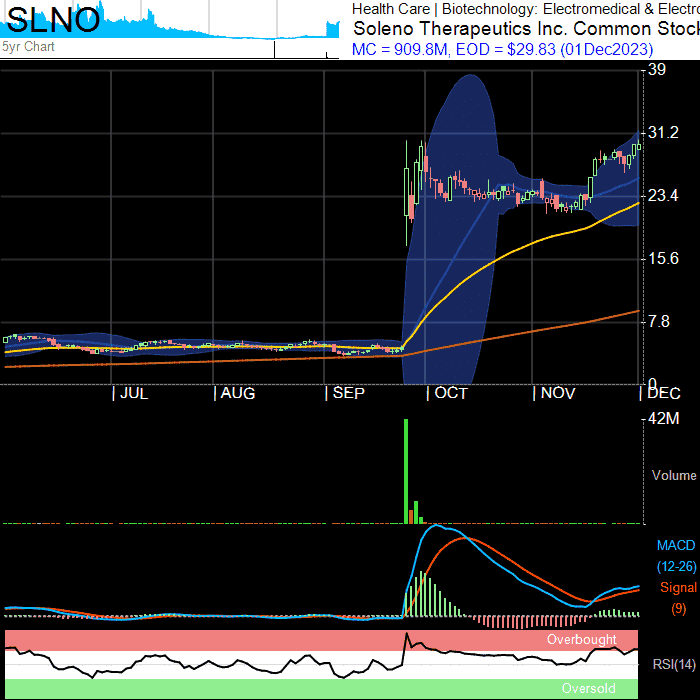 SLNO
5yr Chart
Health Care | Biotechnology: Electromedical & Electro
Soleno Therapeutics Inc. Common Stock
MC = 909.8M, EOD = $29.83 (01Dec2023)
39
31.2
23.4
15.6
7.8
0
JUL
AUG
SEP
OCT
NOV
DEC
42M
Volume
MACD
(12-26)
Signal
(9)
Overbought
RSI(14)
Oversold